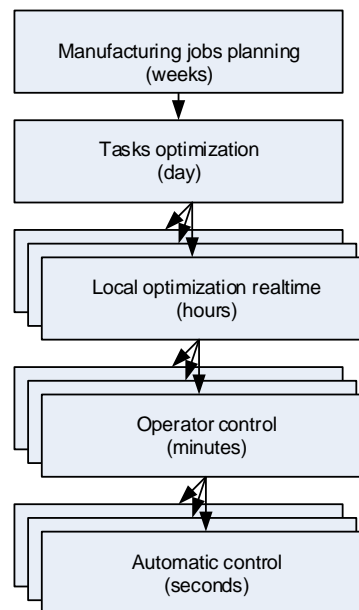 Manufacturing jobs planning
(weeks)
Tasks optimization
(day)
Local optimization realtime
(hours)
Operator control
(minutes)
Automatic control
(seconds)